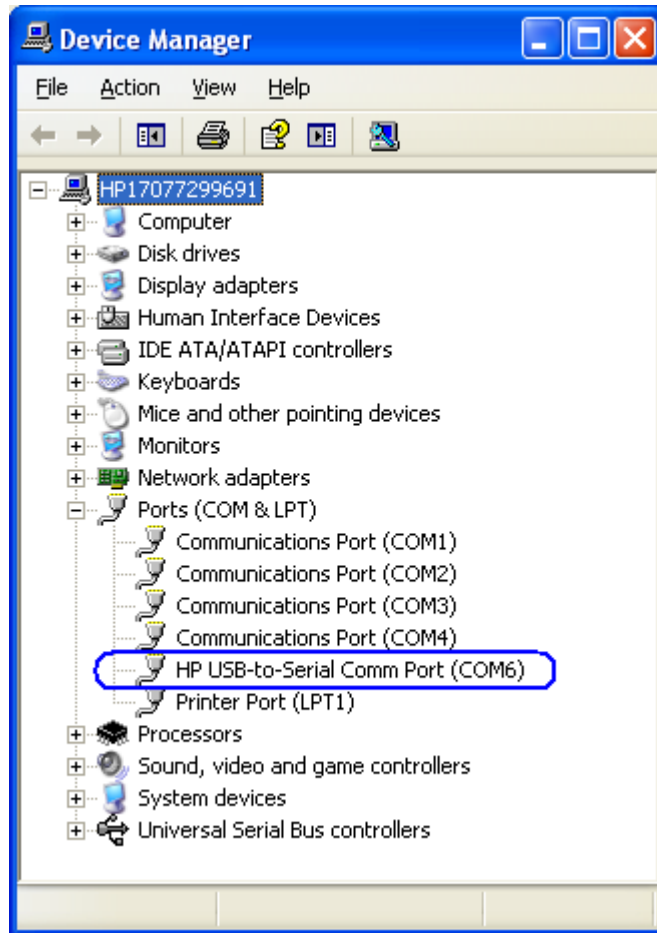 Device Manager
File Action View Help
HP17077299691
Computer
Disk drives
Display adapters
Human Interface Devices
IDE ATA/ATAPI controllers
Keyboards
Mice and other pointing devices
Monitors
Network adapters
Ports (COM & LPT)
Communications Port (COM1)
Communications Port (COM2)
Communications Port (COM3)
Communications Port (COM4)
HP USB-to-Serial Comm Port (COM6)
Printer Port (LPT1)
Processors
Sound, video and game controllers
System devices
Universal Serial Bus controllers